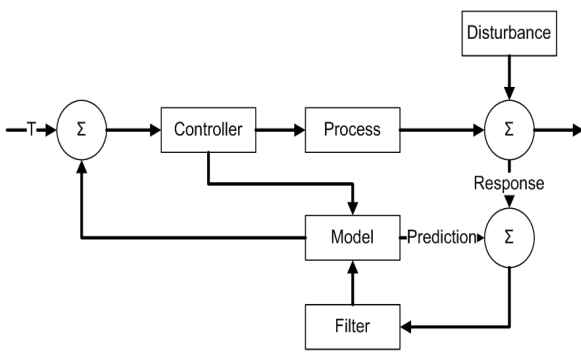 Disturbance
T
Σ
Controller
Process
Σ
Response
Model
Prediction
Σ
Filter